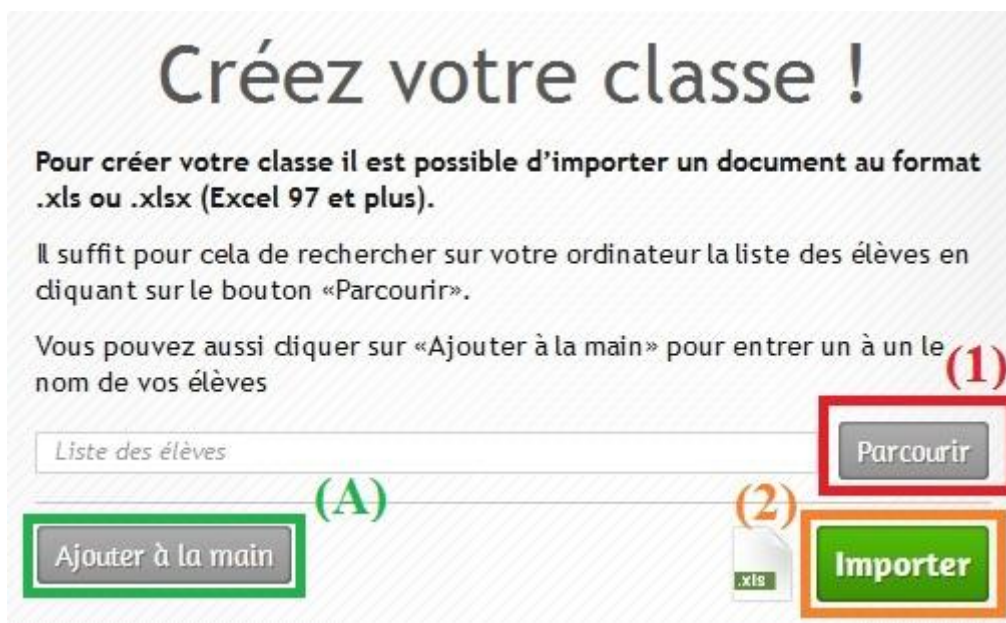 Créez votre classe !
Pour créer votre classe il est possible d'importer un document au format
.xls ou .xlsx (Excel 97 et plus).
Il suffit pour cela de rechercher sur votre ordinateur la liste des élèves en
cliquant sur le bouton «Parcourir».
Vous pouvez aussi cliquer sur «Ajouter à la main» pour entrer un à un le
nom de vos élèves
(1)
Liste des élèves
Parcourir
(A)
(2)
Ajouter à la main
.xls
Importer